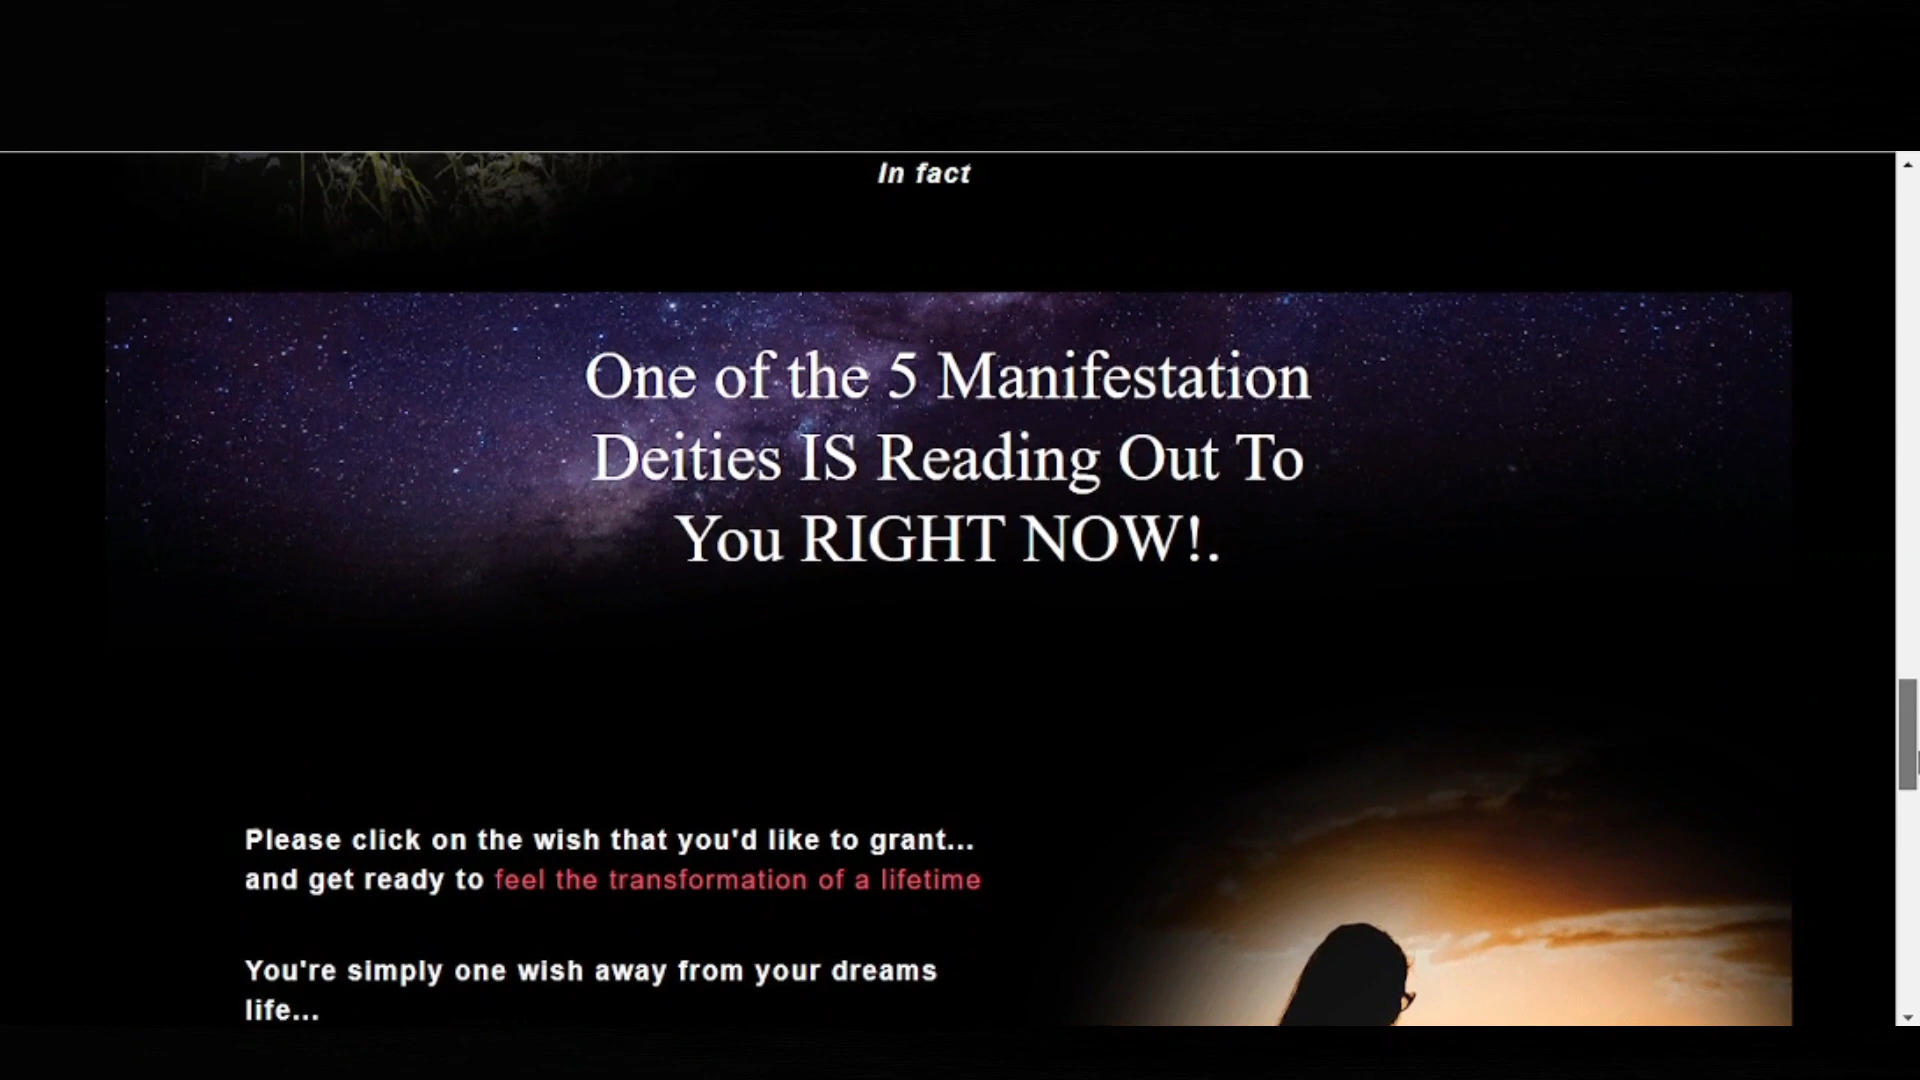 In fact
One of the 5 Manifestation
Deities IS Reading Out To
You RIGHT NOW!.
Please click on the wish that you'd like to grant...
and get ready to feel the transformation of a lifetime
You're simply one wish away from your dreams
life...